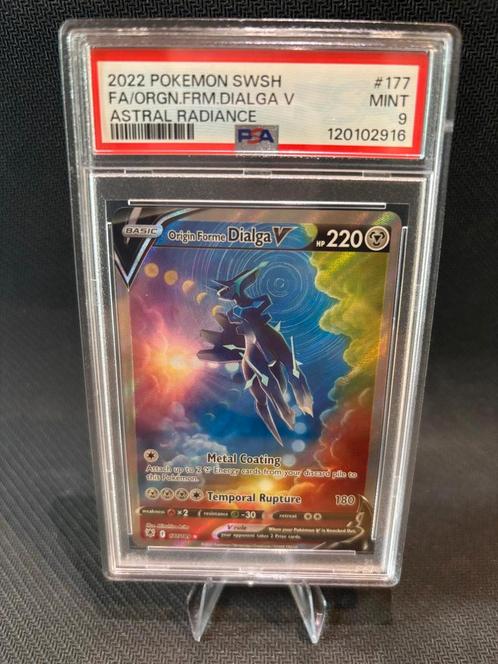 2022 POKEMON SWSH #177
FA/ORGN.FRM.DIALGA V MINT
ASTRAL RADIANCE 9
PSA 120102916
BASIC Origin Forme Dialga V HP 220
Metal Coating
Attach up to 2 Energy cards from your discard pile to
this Pokémon.
Temporal Rupture 180
weakness ×2 resistance -30 retreat
V rule When your Pokémon V is Knocked Out,
your opponent takes 2 Prize cards.
177/189